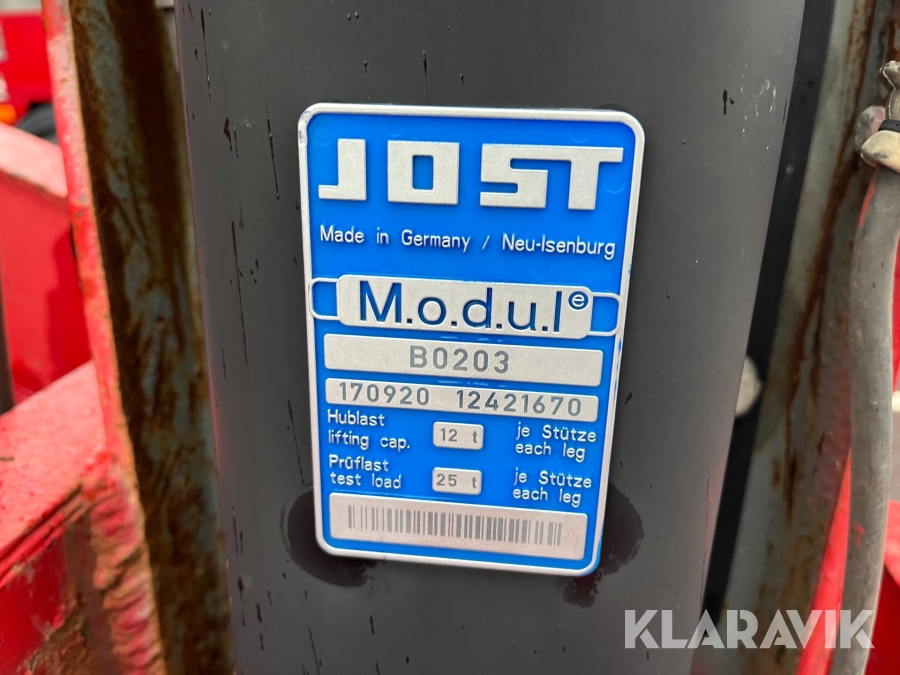 JOST
Made in Germany / Neu-Isenburg
M.o.d.u.l e
B0203
170920 12421670
Hublast lifting cap. 12 t je Stütze each leg
Prüflast test load 25 t je Stütze each leg
KLARAVIK